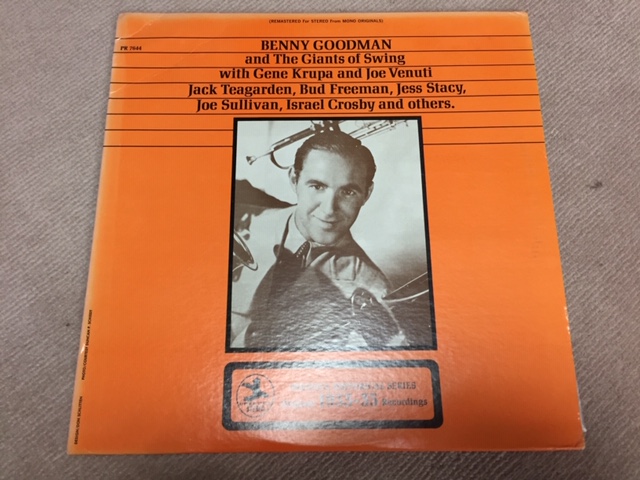 (REMASTERED For STEREO From MONO ORIGINALS)
PR 7644
BENNY GOODMAN
and The Giants of Swing
with Gene Krupa and Joe Venuti
Jack Teagarden, Bud Freeman, Jess Stacy,
Joe Sullivan, Israel Crosby and others.
SERIES
Recordings